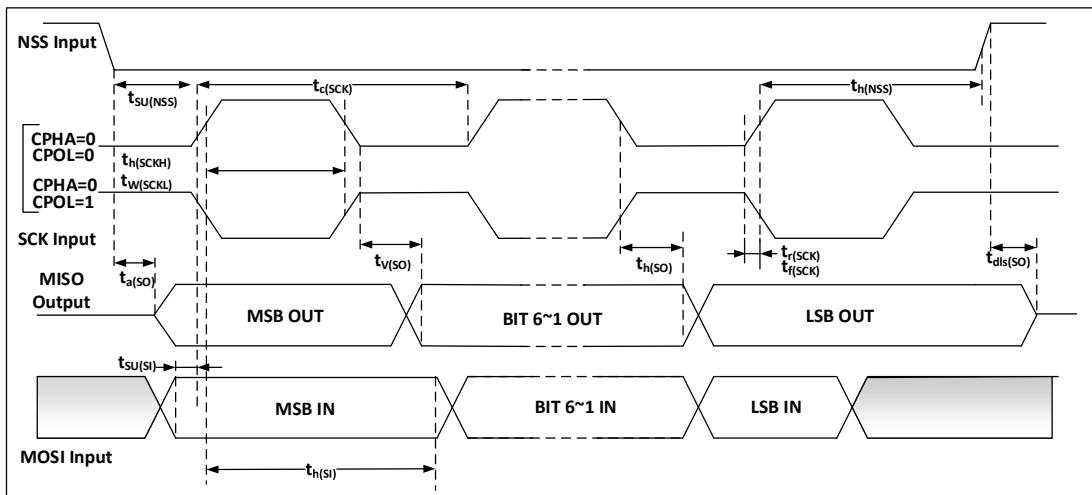 NSS Input
tSU(NSS)
tc(SCK)
th(NSS)
CPHA=0
CPOL=0
th(SCKH)
CPHA=0
tW(SCKL)
CPOL=1
SCK Input
ta(SO)
tV(SO)
th(SO)
tr(SCK)
tf(SCK)
tdls(SO)
MISO
Output
MSB OUT
BIT 6~1 OUT
LSB OUT
tSU(SI)
MSB IN
BIT 6~1 IN
LSB IN
MOSI Input
th(SI)